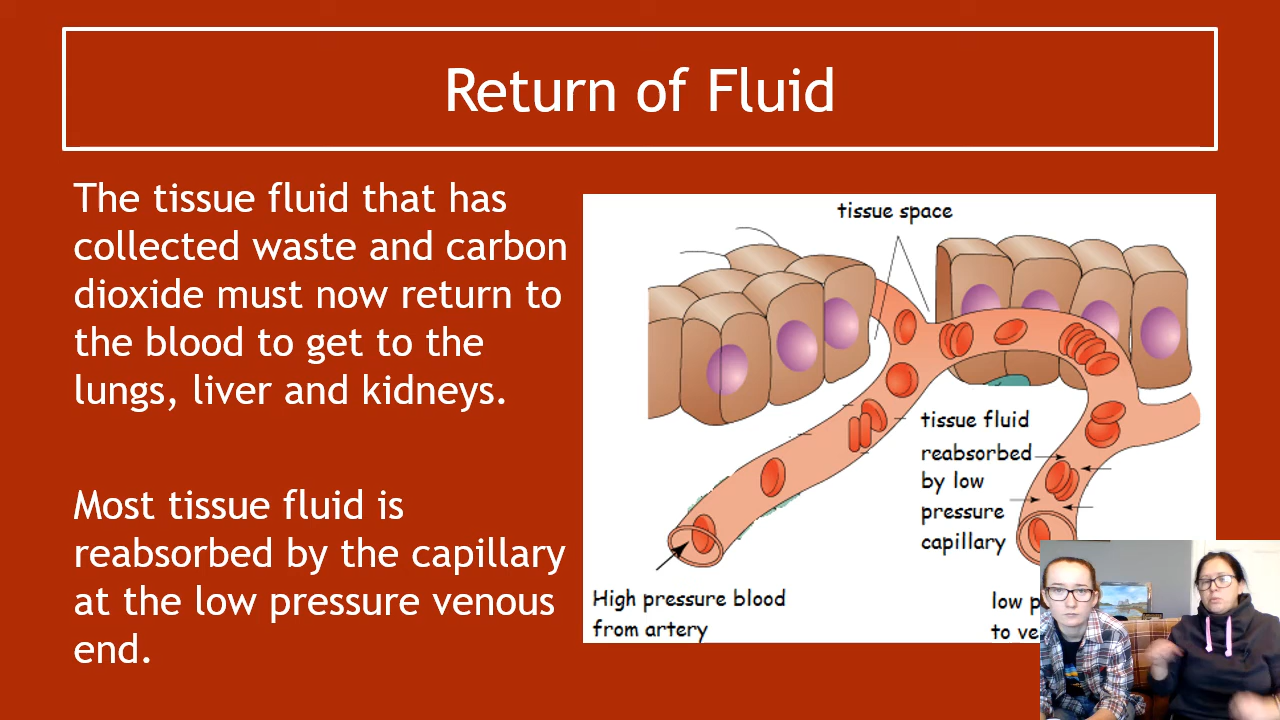 Return of Fluid
The tissue fluid that has
collected waste and carbon
dioxide must now return to
the blood to get to the
lungs, liver and kidneys.
Most tissue fluid is
reabsorbed by the capillary
at the low pressure venous
end.
tissue space
tissue fluid
reabsorbed
by low
pressure
capillary
High pressure blood
from artery
low
to